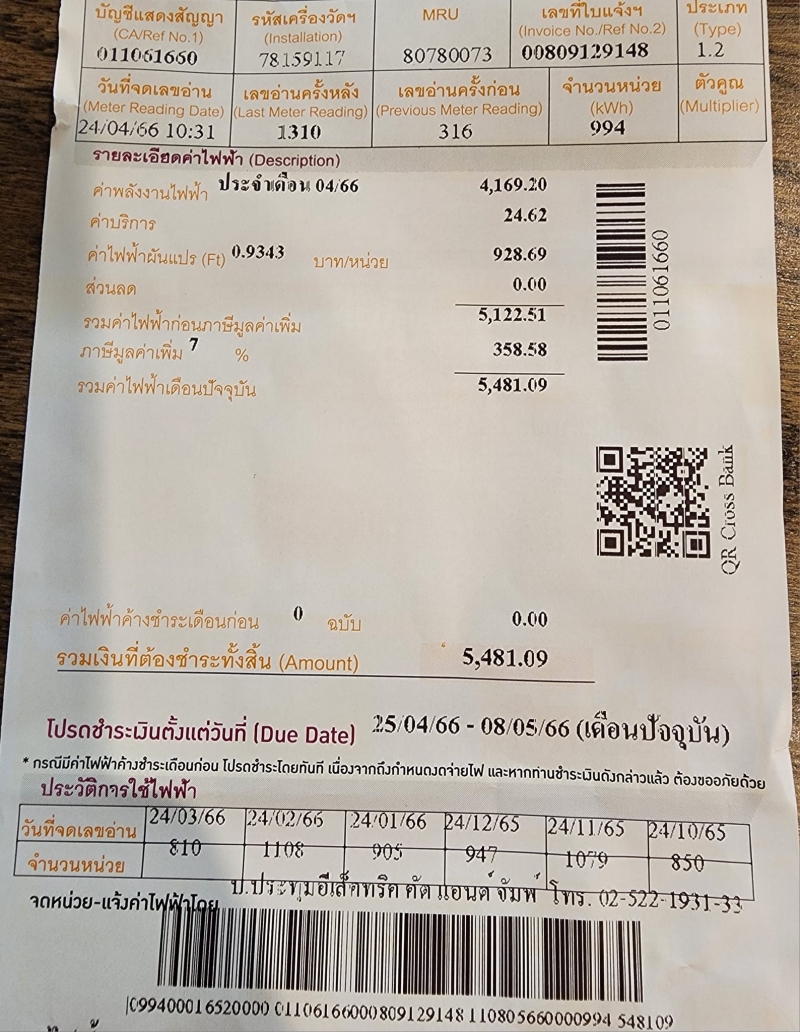 บัญชีแสดงสัญญา รหัสเครื่องวัดฯ MRU เลขที่ใบแจ้งฯ ประเภท
(CA/Ref No.1) (Installation) (Invoice No./Ref No.2) (Type)
011061660 78159117 80780073 00809129148 1.2
วันที่จดเลขอ่าน เลขอ่านครั้งหลัง เลขอ่านครั้งก่อน จำนวนหน่วย ตัวคูณ
(Meter Reading Date) (Last Meter Reading) (Previous Meter Reading) (kWh) (Multiplier)
24/04/66 10:31 1310 316 994
รายละเอียดค่าไฟฟ้า (Description)
ค่าพลังงานไฟฟ้า ประจำเดือน 04/66 4,169.20
ค่าบริการ 24.62
ค่าไฟฟ้าผันแปร (Ft) 0.9343 บาท/หน่วย 928.69
ส่วนลด 0.00
รวมค่าไฟฟ้าก่อนภาษีมูลค่าเพิ่ม 5,122.51
ภาษีมูลค่าเพิ่ม 7 % 358.58
รวมค่าไฟฟ้าเดือนปัจจุบัน 5,481.09
011061660
QR Cross Bank
ค่าไฟฟ้าค้างชำระเดือนก่อน 0 ฉบับ 0.00
รวมเงินที่ต้องชำระทั้งสิ้น (Amount) 5,481.09
โปรดชำระเงินตั้งแต่วันที่ (Due Date) 25/04/66 - 08/05/66 (เดือนปัจจุบัน)
* กรณีมีค่าไฟฟ้าค้างชำระเดือนก่อน โปรดชำระโดยทันที เนื่องจากถึงกำหนดงดจ่ายไฟ และหากท่านชำระเงินดังกล่าวแล้ว ต้องขออภัยด้วย
ประวัติการใช้ไฟฟ้า
วันที่จดเลขอ่าน 24/03/66 24/02/66 24/01/66 24/12/65 24/11/65 24/10/65
จำนวนหน่วย 810 1108 905 947 1079 850
จดหน่วย-แจ้งค่าไฟฟ้าโดย บ.ประทุมอีเล็คทริค คัด แอนด์ จัมพ์ โทร. 02-522-1931-33
|099400016520000 01106166000809129148 110805660000994 548109